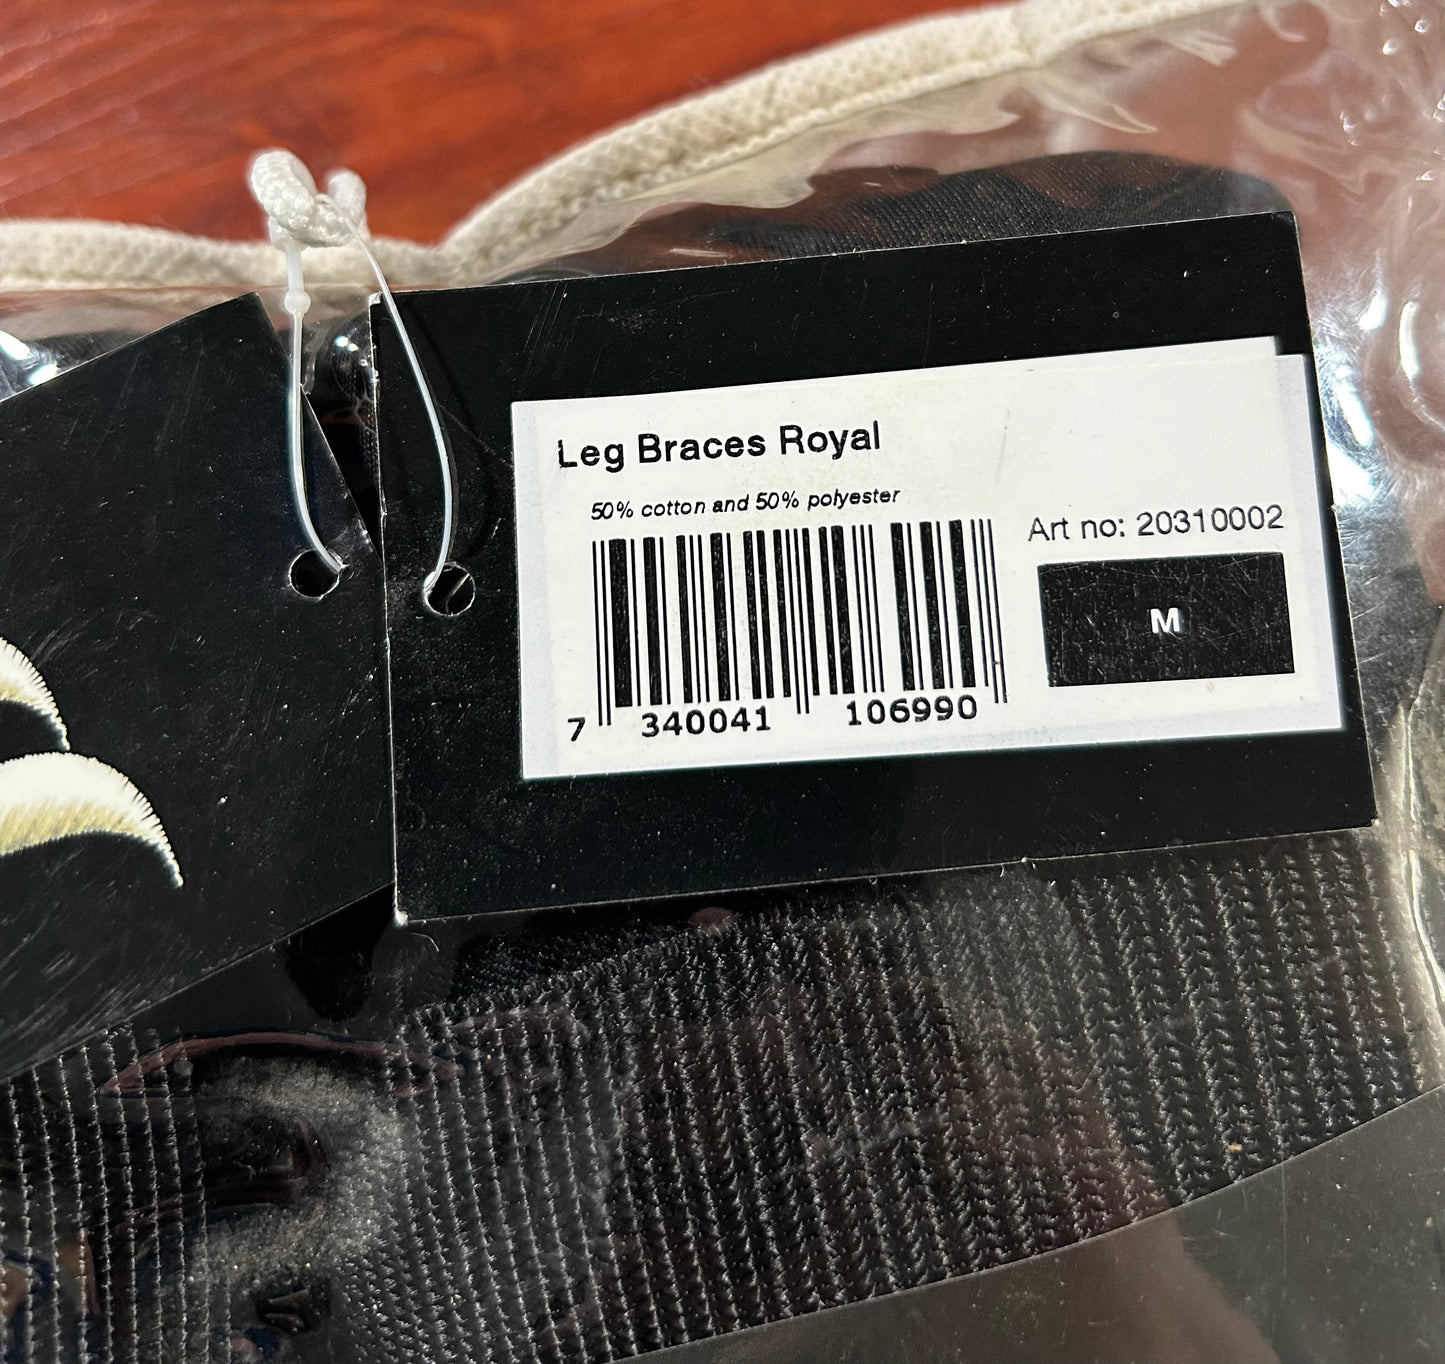 Leg Braces Royal
50% cotton and 50% polyester
Art no: 20310002
M
7 340041 106990